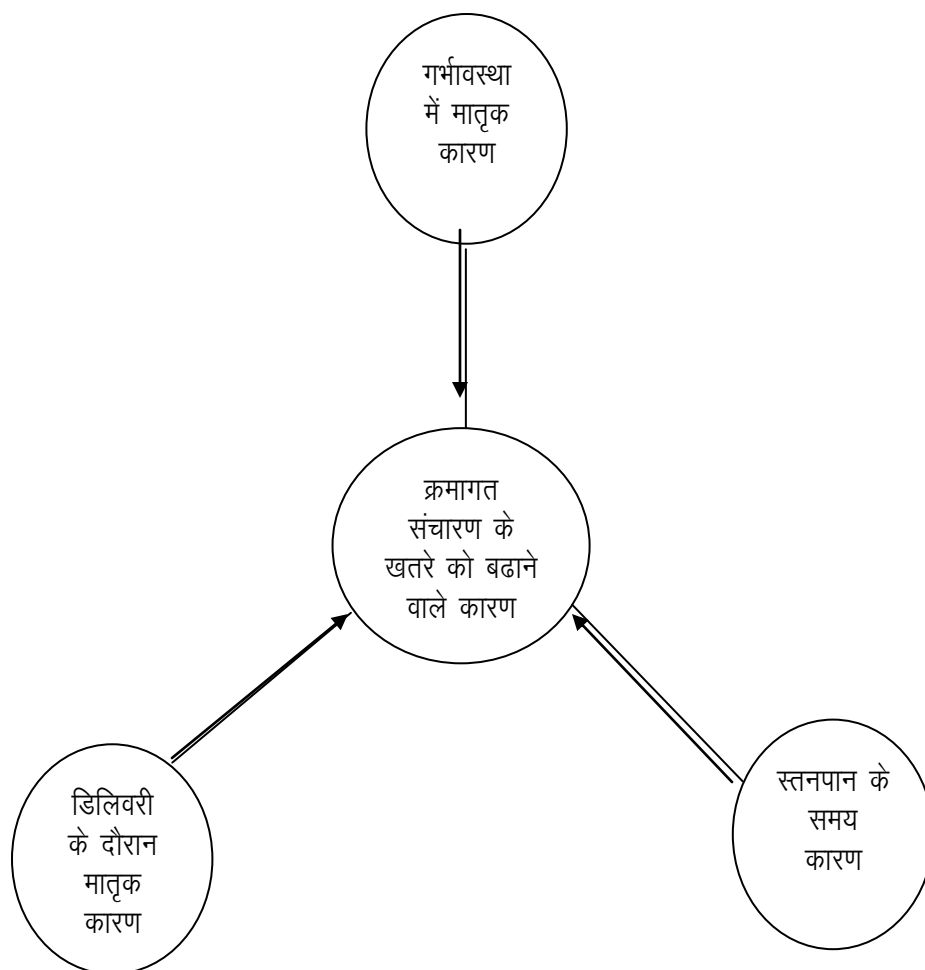 गर्भावस्था
में मातृक
कारण
क्रमागत
संचारण के
खतरे को बढाने
वाले कारण
डिलिवरी
के दौरान
मातृक
कारण
स्तनपान के
समय
कारण